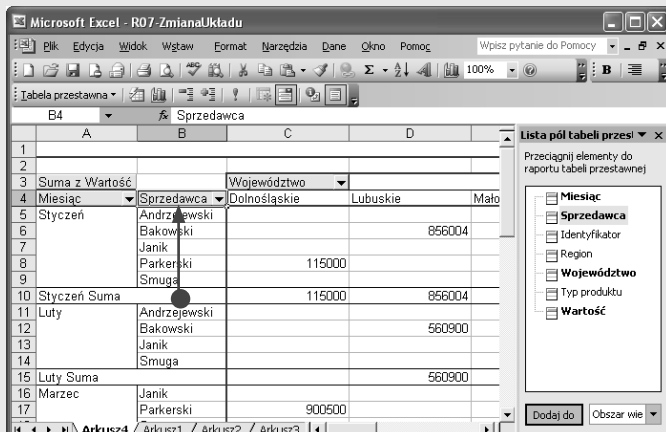 Microsoft Excel - R07-ZmianaUkładu
Plik Edycja Widok Wstaw Format Narzędzia Dane Okno Pomoc Wpisz pytanie do Pomocy
Σ 100% B
Tabela przestawna
B4 fx Sprzedawca
A B C D
1
2
3 Suma z Wartość Województwo
4 Miesiąc Sprzedawca Dolnośląskie Lubuskie Mało
5 Styczeń Andrzejewski
6 Bakowski 856004
7 Janik
8 Parkerski 115000
9 Smuga
10 Styczeń Suma 115000 856004
11 Luty Andrzejewski
12 Bakowski 560900
13 Janik
14 Smuga
15 Luty Suma 560900
16 Marzec Janik
17 Parkerski 900500
Arkusz4 Arkusz1 Arkusz2 Arkusz3
Lista pól tabeli przes
Przeciągnij elementy do
raportu tabeli przestawnej
Miesiąc
Sprzedawca
Identyfikator
Region
Województwo
Typ produktu
Wartość
Dodaj do Obszar wie